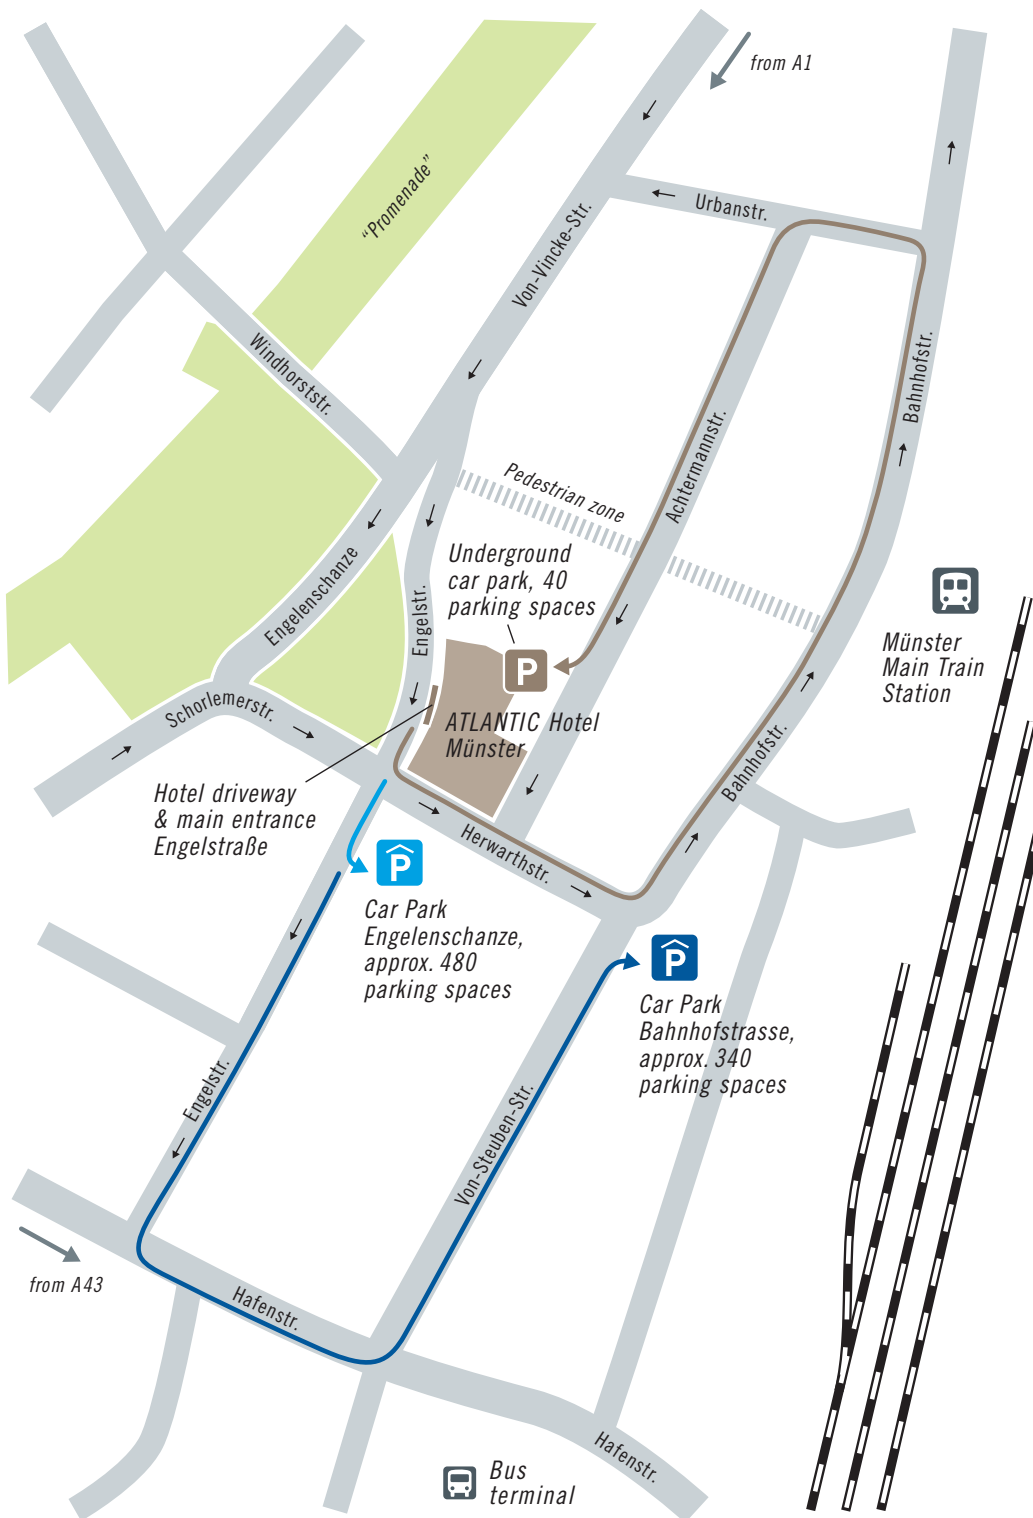 from A1
"Promenade"
Urbanstr.
Von-Vincke-Str.
Windhorststr.
Bahnhofstr.
Achtermannstr.
Pedestrian zone
Underground
car park, 40
parking spaces
Engelenschanze
Engelstr.
P
Münster
Main Train
Station
Schorlemerstr.
ATLANTIC Hotel
Münster
Bahnhofstr.
Hotel driveway
& main entrance
Engelstraße
Herwarthstr.
P
Car Park
Engelenschanze,
approx. 480
parking spaces
P
Car Park
Bahnhofstrasse,
approx. 340
parking spaces
Engelstr.
Von-Steuben-Str.
from A43
Hafenstr.
Hafenstr.
Bus
terminal